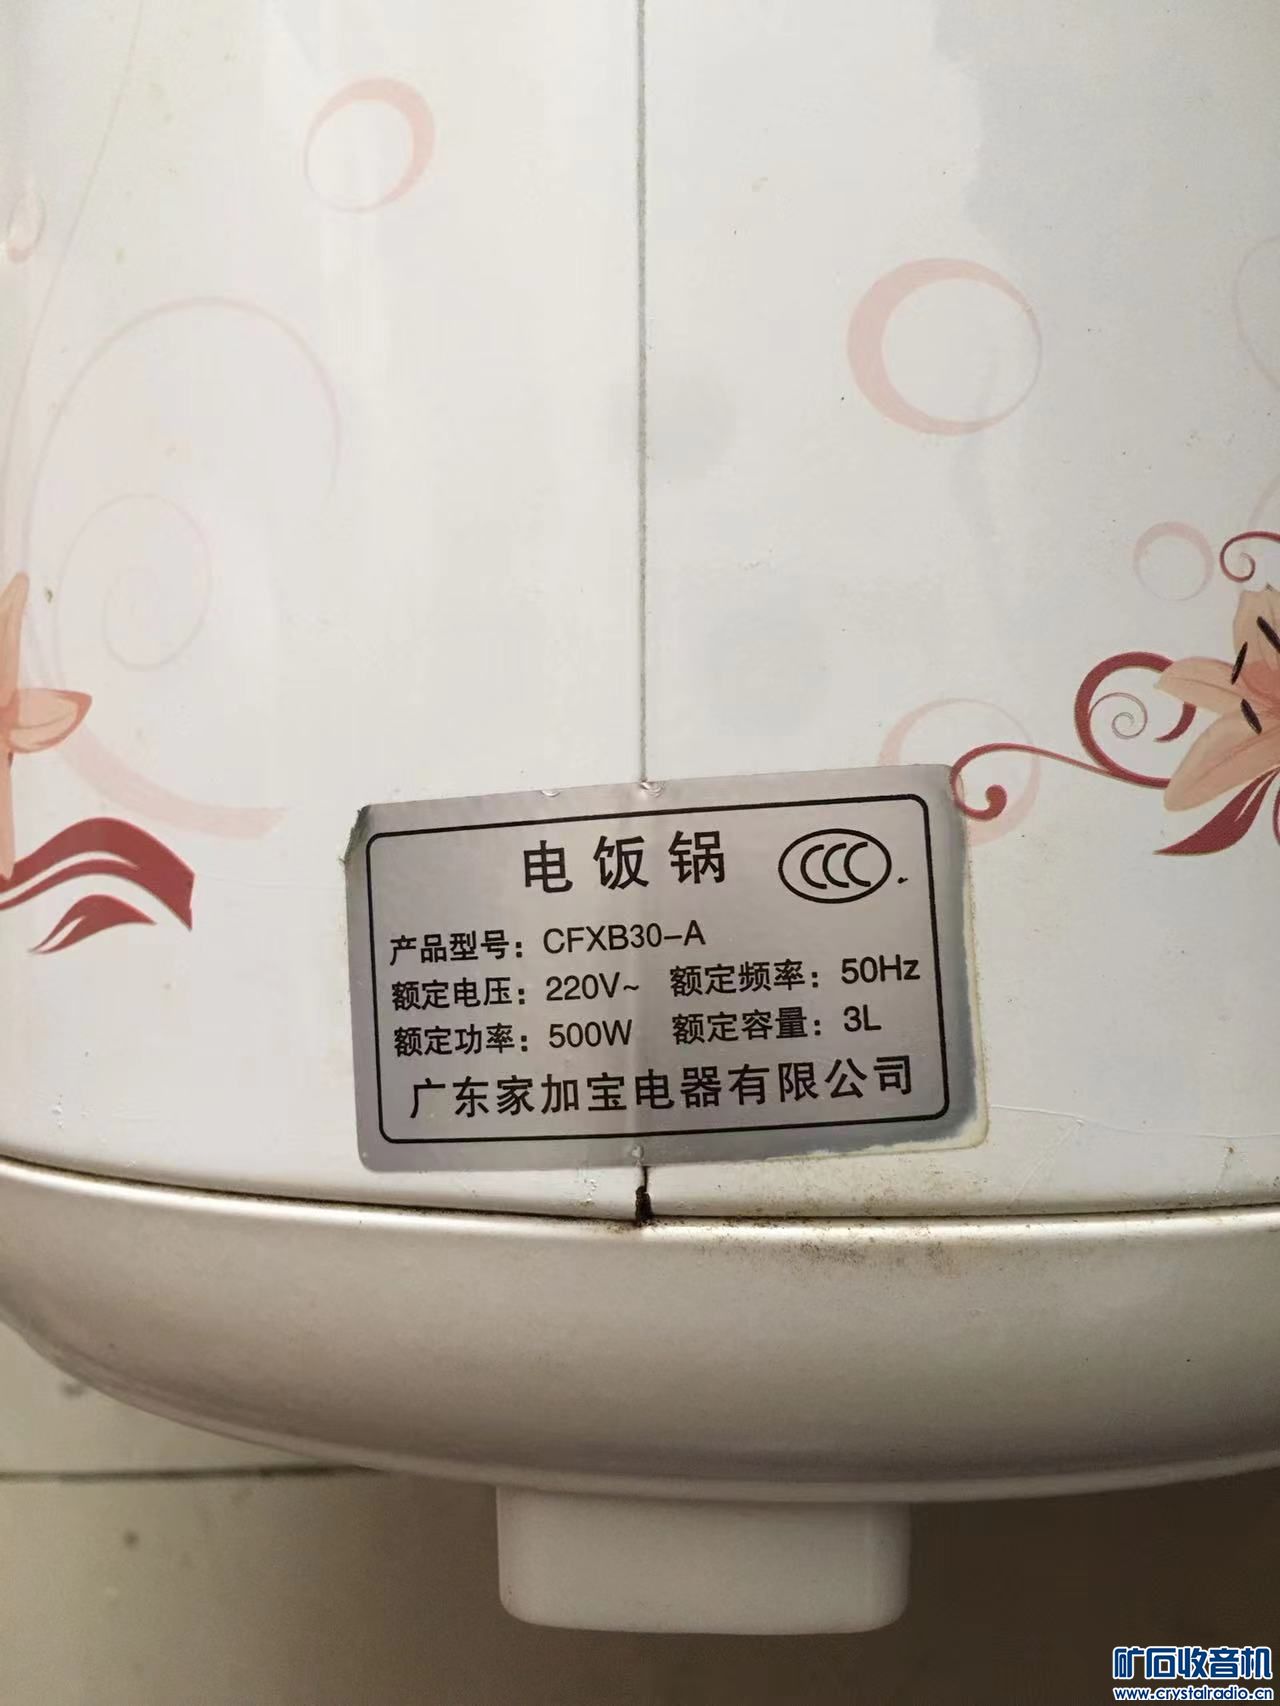 电饭锅 CCC
产品型号：CFXB30-A
额定电压：220V~ 额定频率：50Hz
额定功率：500W 额定容量：3L
广东家加宝电器有限公司
矿石收音机
www.crystalradio.cn